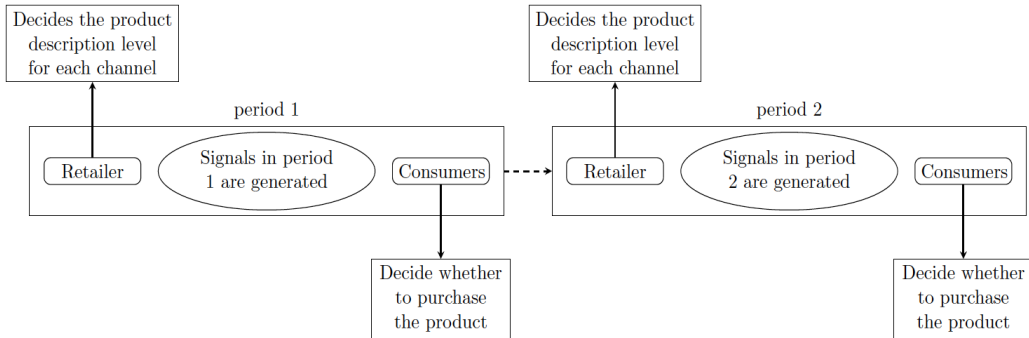 Decides the product
description level
for each channel
Decides the product
description level
for each channel
period 1
period 2
Retailer
Signals in period
1 are generated
Consumers
Retailer
Signals in period
2 are generated
Consumers
Decide whether
to purchase
the product
Decide whether
to purchase
the product